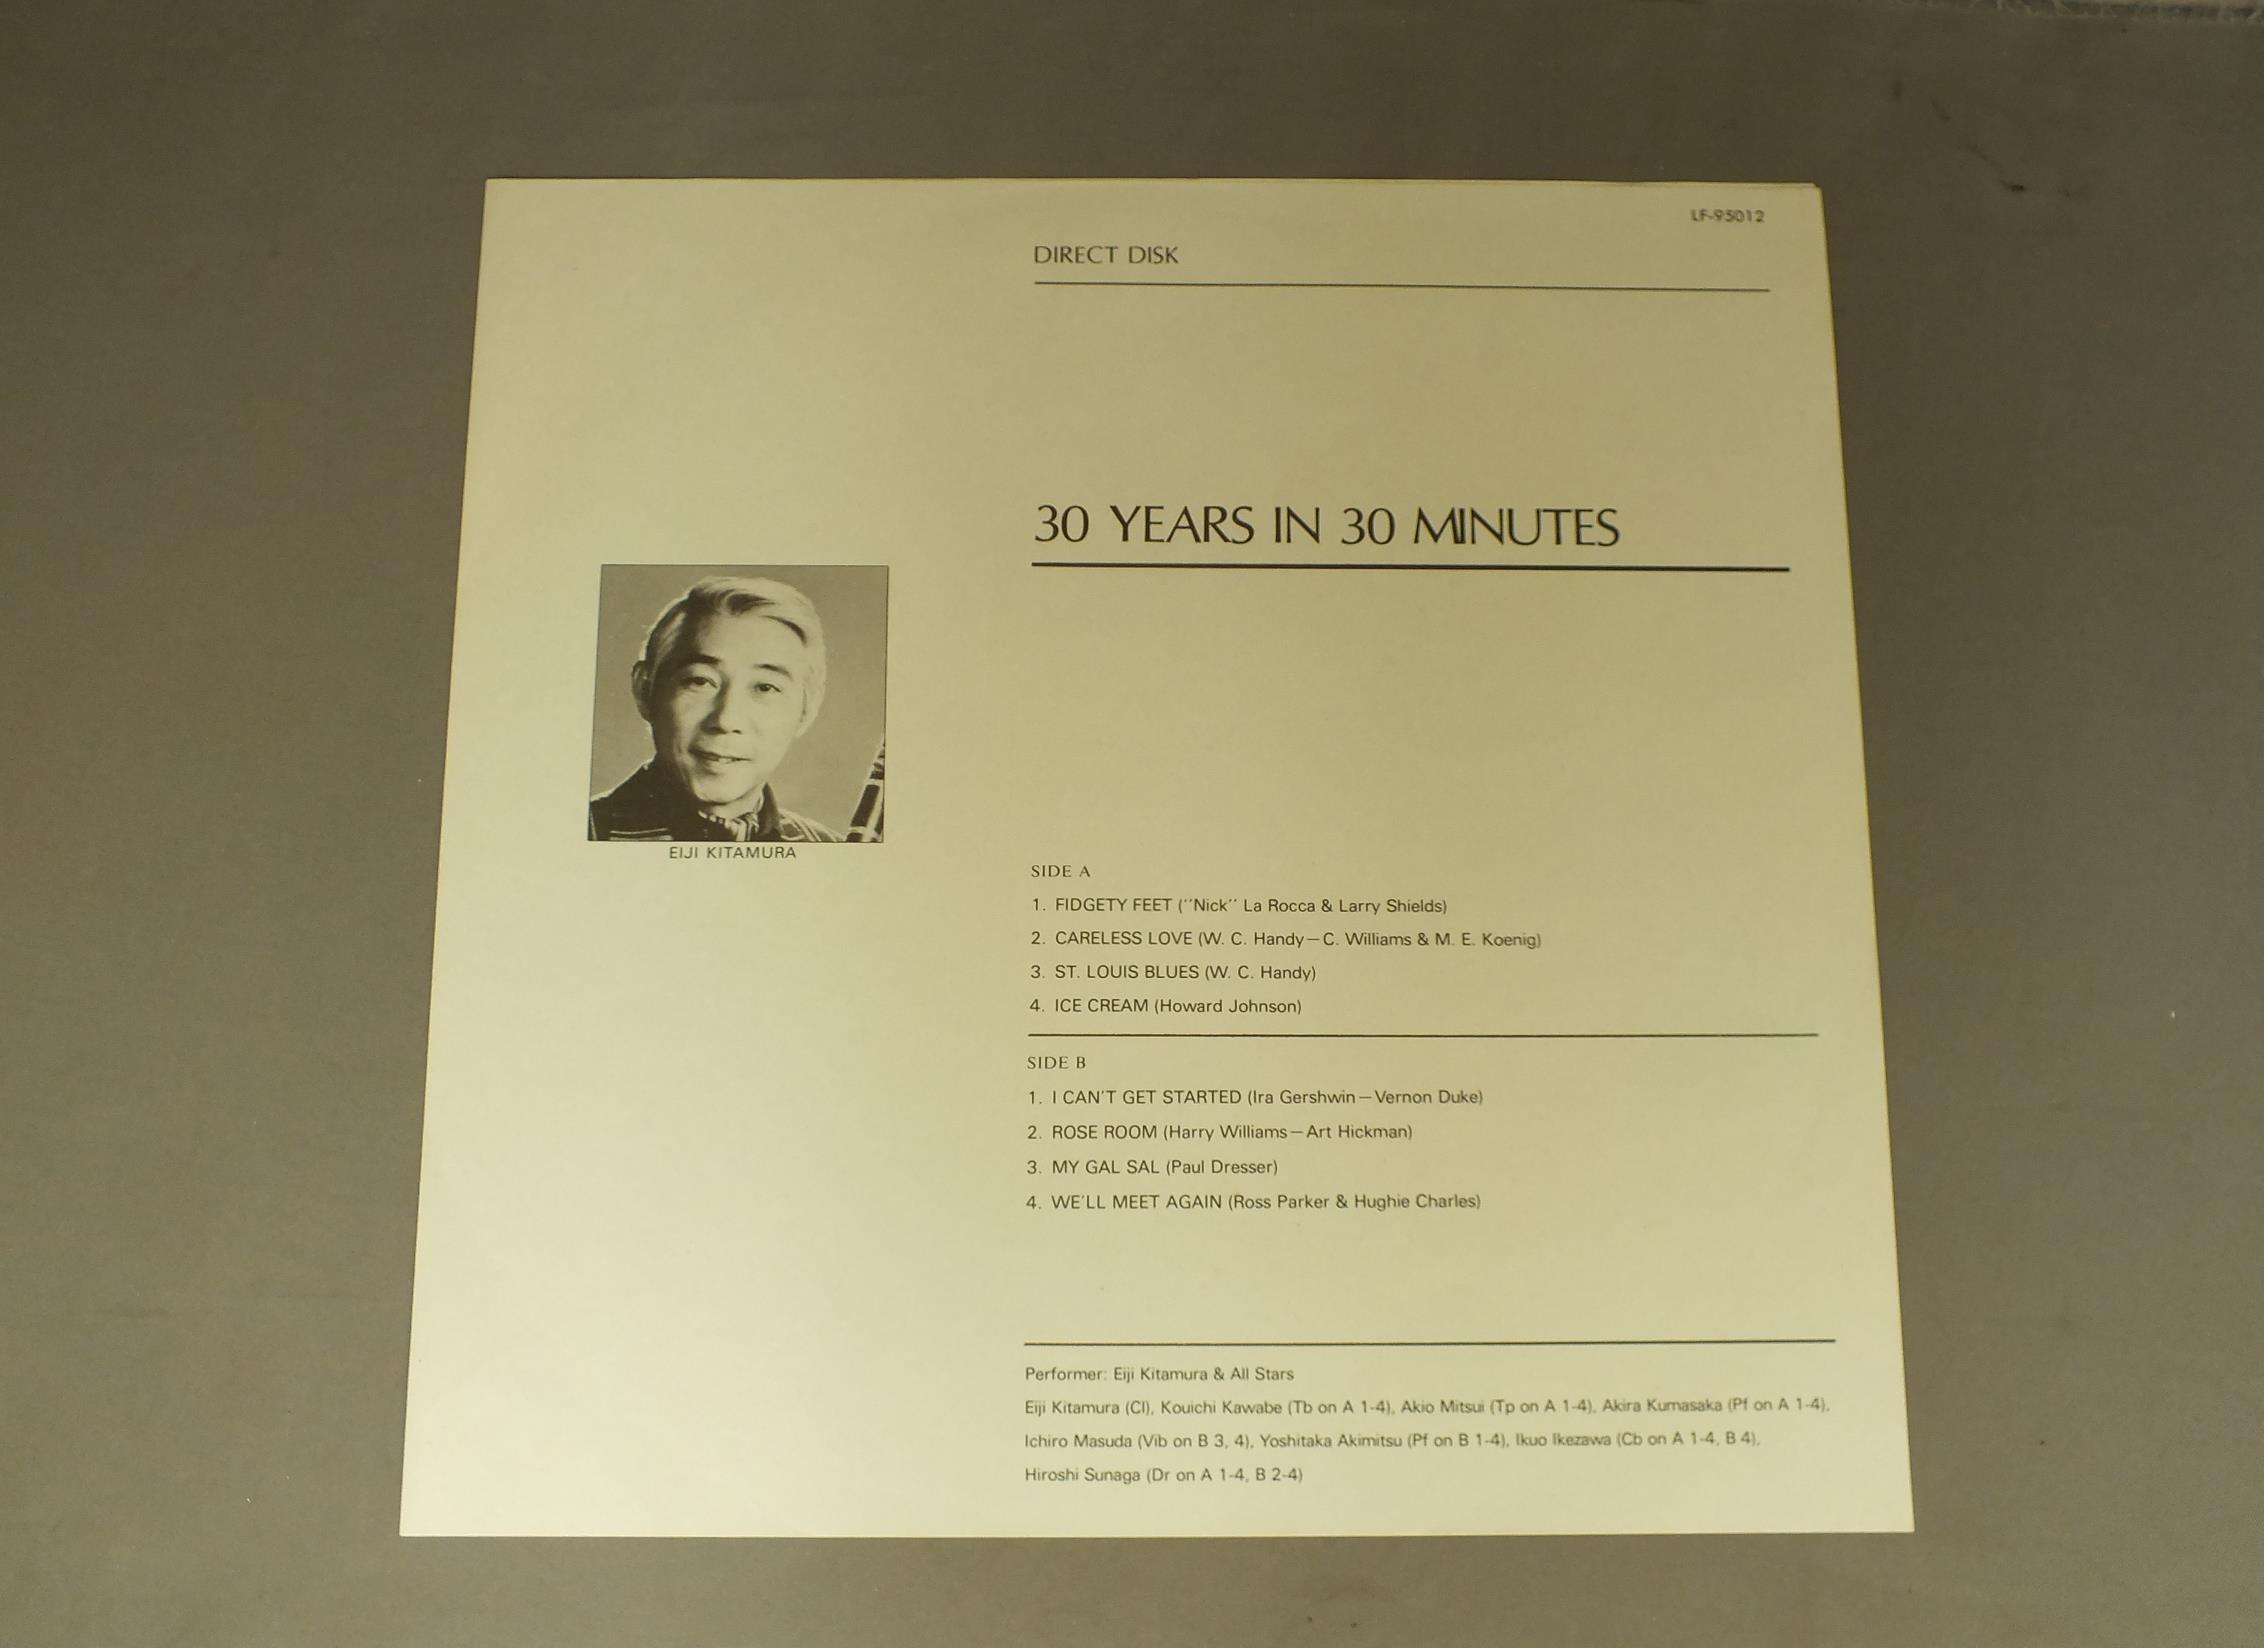 LF-95012
DIRECT DISK
30 YEARS IN 30 MINUTES
EIJI KITAMURA
SIDE A
1. FIDGETY FEET (''Nick'' La Rocca & Larry Shields)
2. CARELESS LOVE (W. C. Handy—C. Williams & M. E. Koenig)
3. ST. LOUIS BLUES (W. C. Handy)
4. ICE CREAM (Howard Johnson)
SIDE B
1. I CAN'T GET STARTED (Ira Gershwin—Vernon Duke)
2. ROSE ROOM (Harry Williams—Art Hickman)
3. MY GAL SAL (Paul Dresser)
4. WE'LL MEET AGAIN (Ross Parker & Hughie Charles)
Performer: Eiji Kitamura & All Stars
Eiji Kitamura (Cl), Kouichi Kawabe (Tb on A 1-4), Akio Mitsui (Tp on A 1-4), Akira Kumasaka (Pf on A 1-4),
Ichiro Masuda (Vib on B 3, 4), Yoshitaka Akimitsu (Pf on B 1-4), Ikuo Ikezawa (Cb on A 1-4, B 4),
Hiroshi Sunaga (Dr on A 1-4, B 2-4)